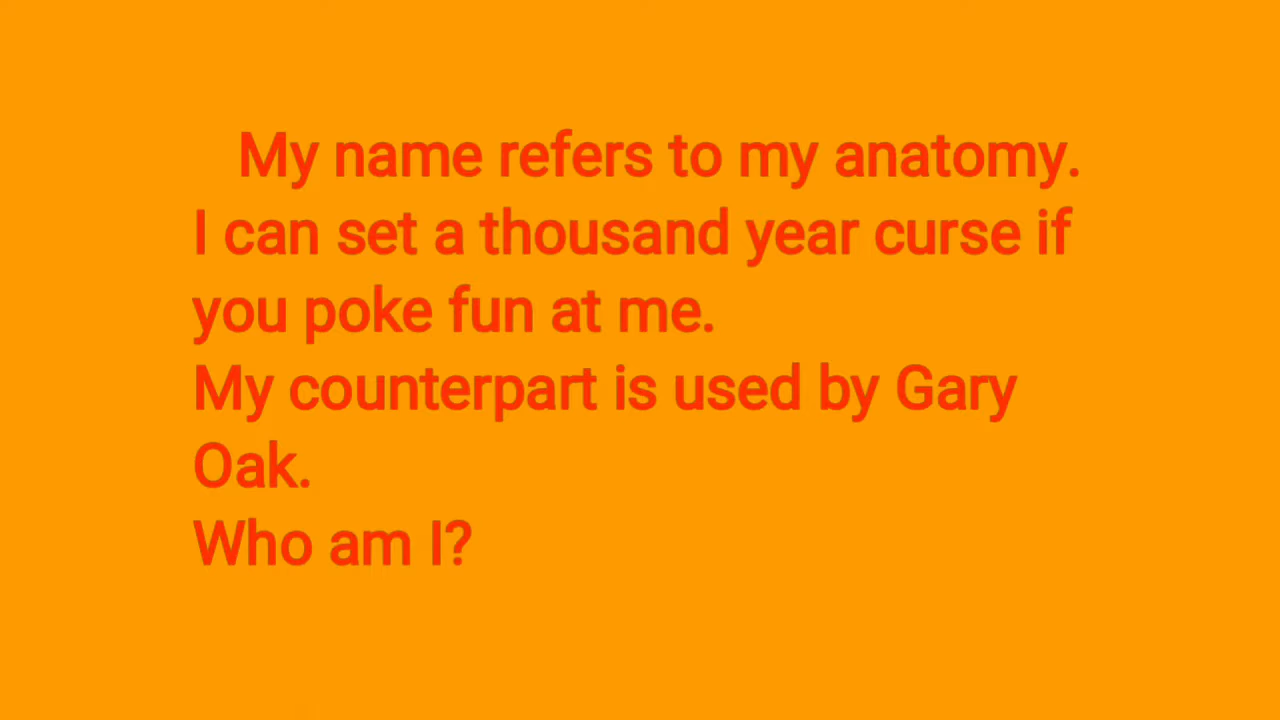 My name refers to my anatomy.
I can set a thousand year curse if
you poke fun at me.
My counterpart is used by Gary
Oak.
Who am I?